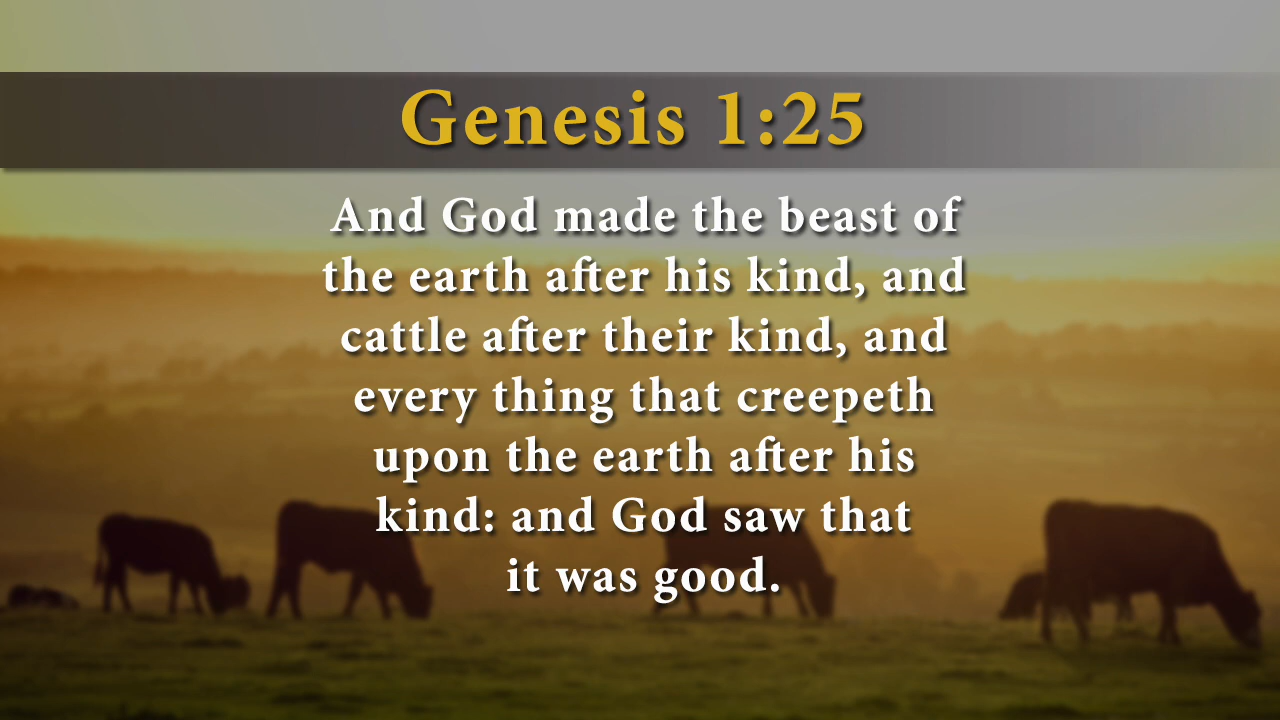 Genesis 1:25
And God made the beast of
the earth after his kind, and
cattle after their kind, and
every thing that creepeth
upon the earth after his
kind: and God saw that
it was good.